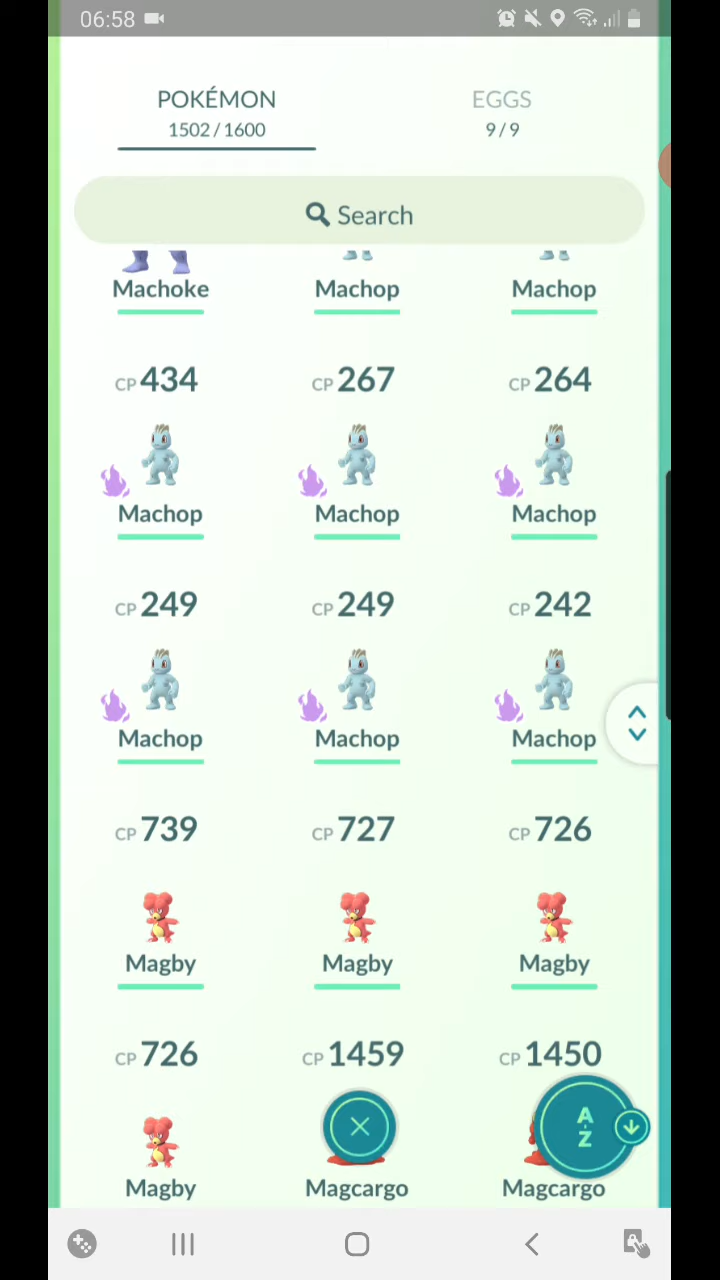 06:58
POKÉMON EGGS
1502 / 1600 9 / 9
Search
Machoke Machop Machop
CP 434 CP 267 CP 264
Machop Machop Machop
CP 249 CP 249 CP 242
Machop Machop Machop
CP 739 CP 727 CP 726
Magby Magby Magby
CP 726 CP 1459 CP 1450
A
Z
Magby Magcargo Magcargo